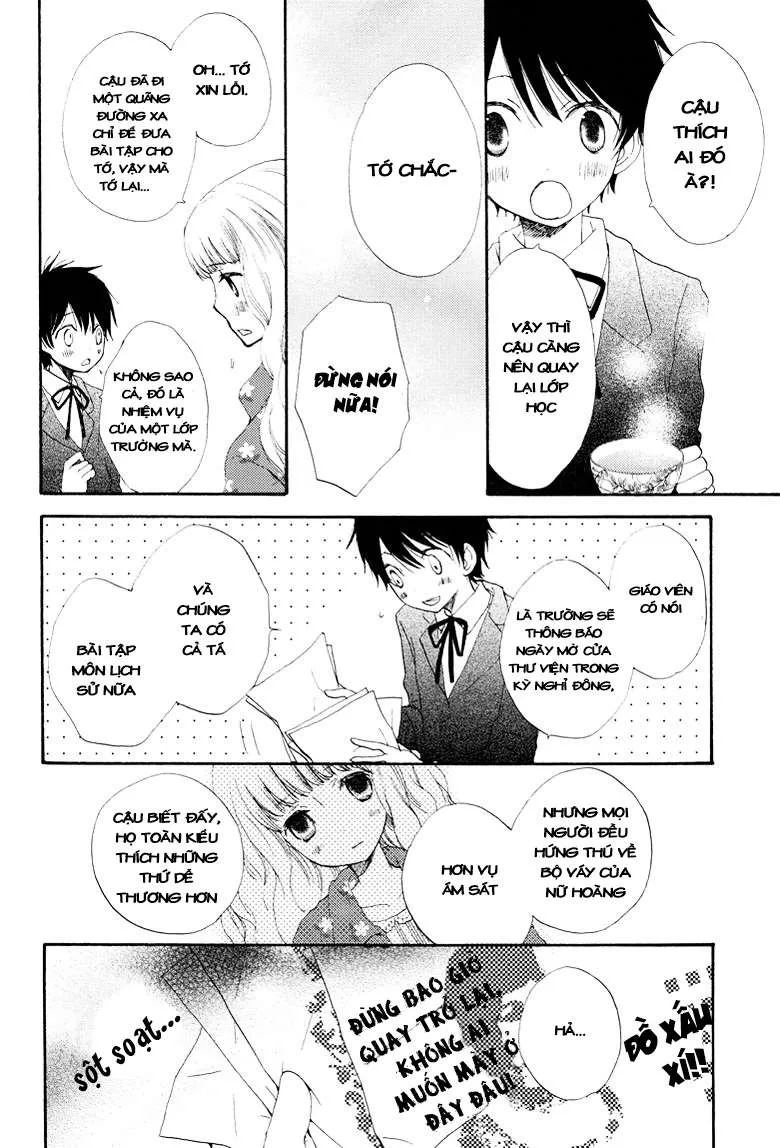 CẬU
THÍCH
AI ĐÓ
À?!
VẬY THÌ
CẬU CÀNG
NÊN QUAY
LẠI LỚP
HỌC
TỚ CHẮC-
ĐỪNG NÓI
NỮA!
OH... TỚ
XIN LỖI.
CẬU ĐÃ ĐI
MỘT QUÃNG
ĐƯỜNG XA
CHỈ ĐỂ ĐƯA
BÀI TẬP CHO
TỚ, VẬY MÀ
TỚ LẠI...
KHÔNG SAO
CẢ, ĐÓ LÀ
NHIỆM VỤ
CỦA MỘT LỚP
TRƯỞNG MÀ.
GIÁO VIÊN
CÓ NÓI
LÀ TRƯỜNG SẼ
THÔNG BÁO
NGÀY MỞ CỬA
THƯ VIỆN TRONG
KỲ NGHỈ ĐÔNG,
VÀ
CHÚNG
TA CÓ
CẢ TÁ
BÀI TẬP
MÔN LỊCH
SỬ NỮA
NHƯNG MỌI
NGƯỜI ĐỀU
HỨNG THÚ VỀ
BỘ VÁY CỦA
NỮ HOÀNG
HƠN VỤ
ÁM SÁT
CẬU BIẾT ĐẤY,
HỌ TOÀN KIỂU
THÍCH NHỮNG
THỨ DỄ
THƯƠNG HƠN
ĐỒ XẤU
XÍ!!
HẢ...
ĐỪNG BAO GIỜ
QUAY TRỞ LẠI,
KHÔNG AI
MUỐN MÀY Ở
ĐÂY ĐÂU!
sột soạt...